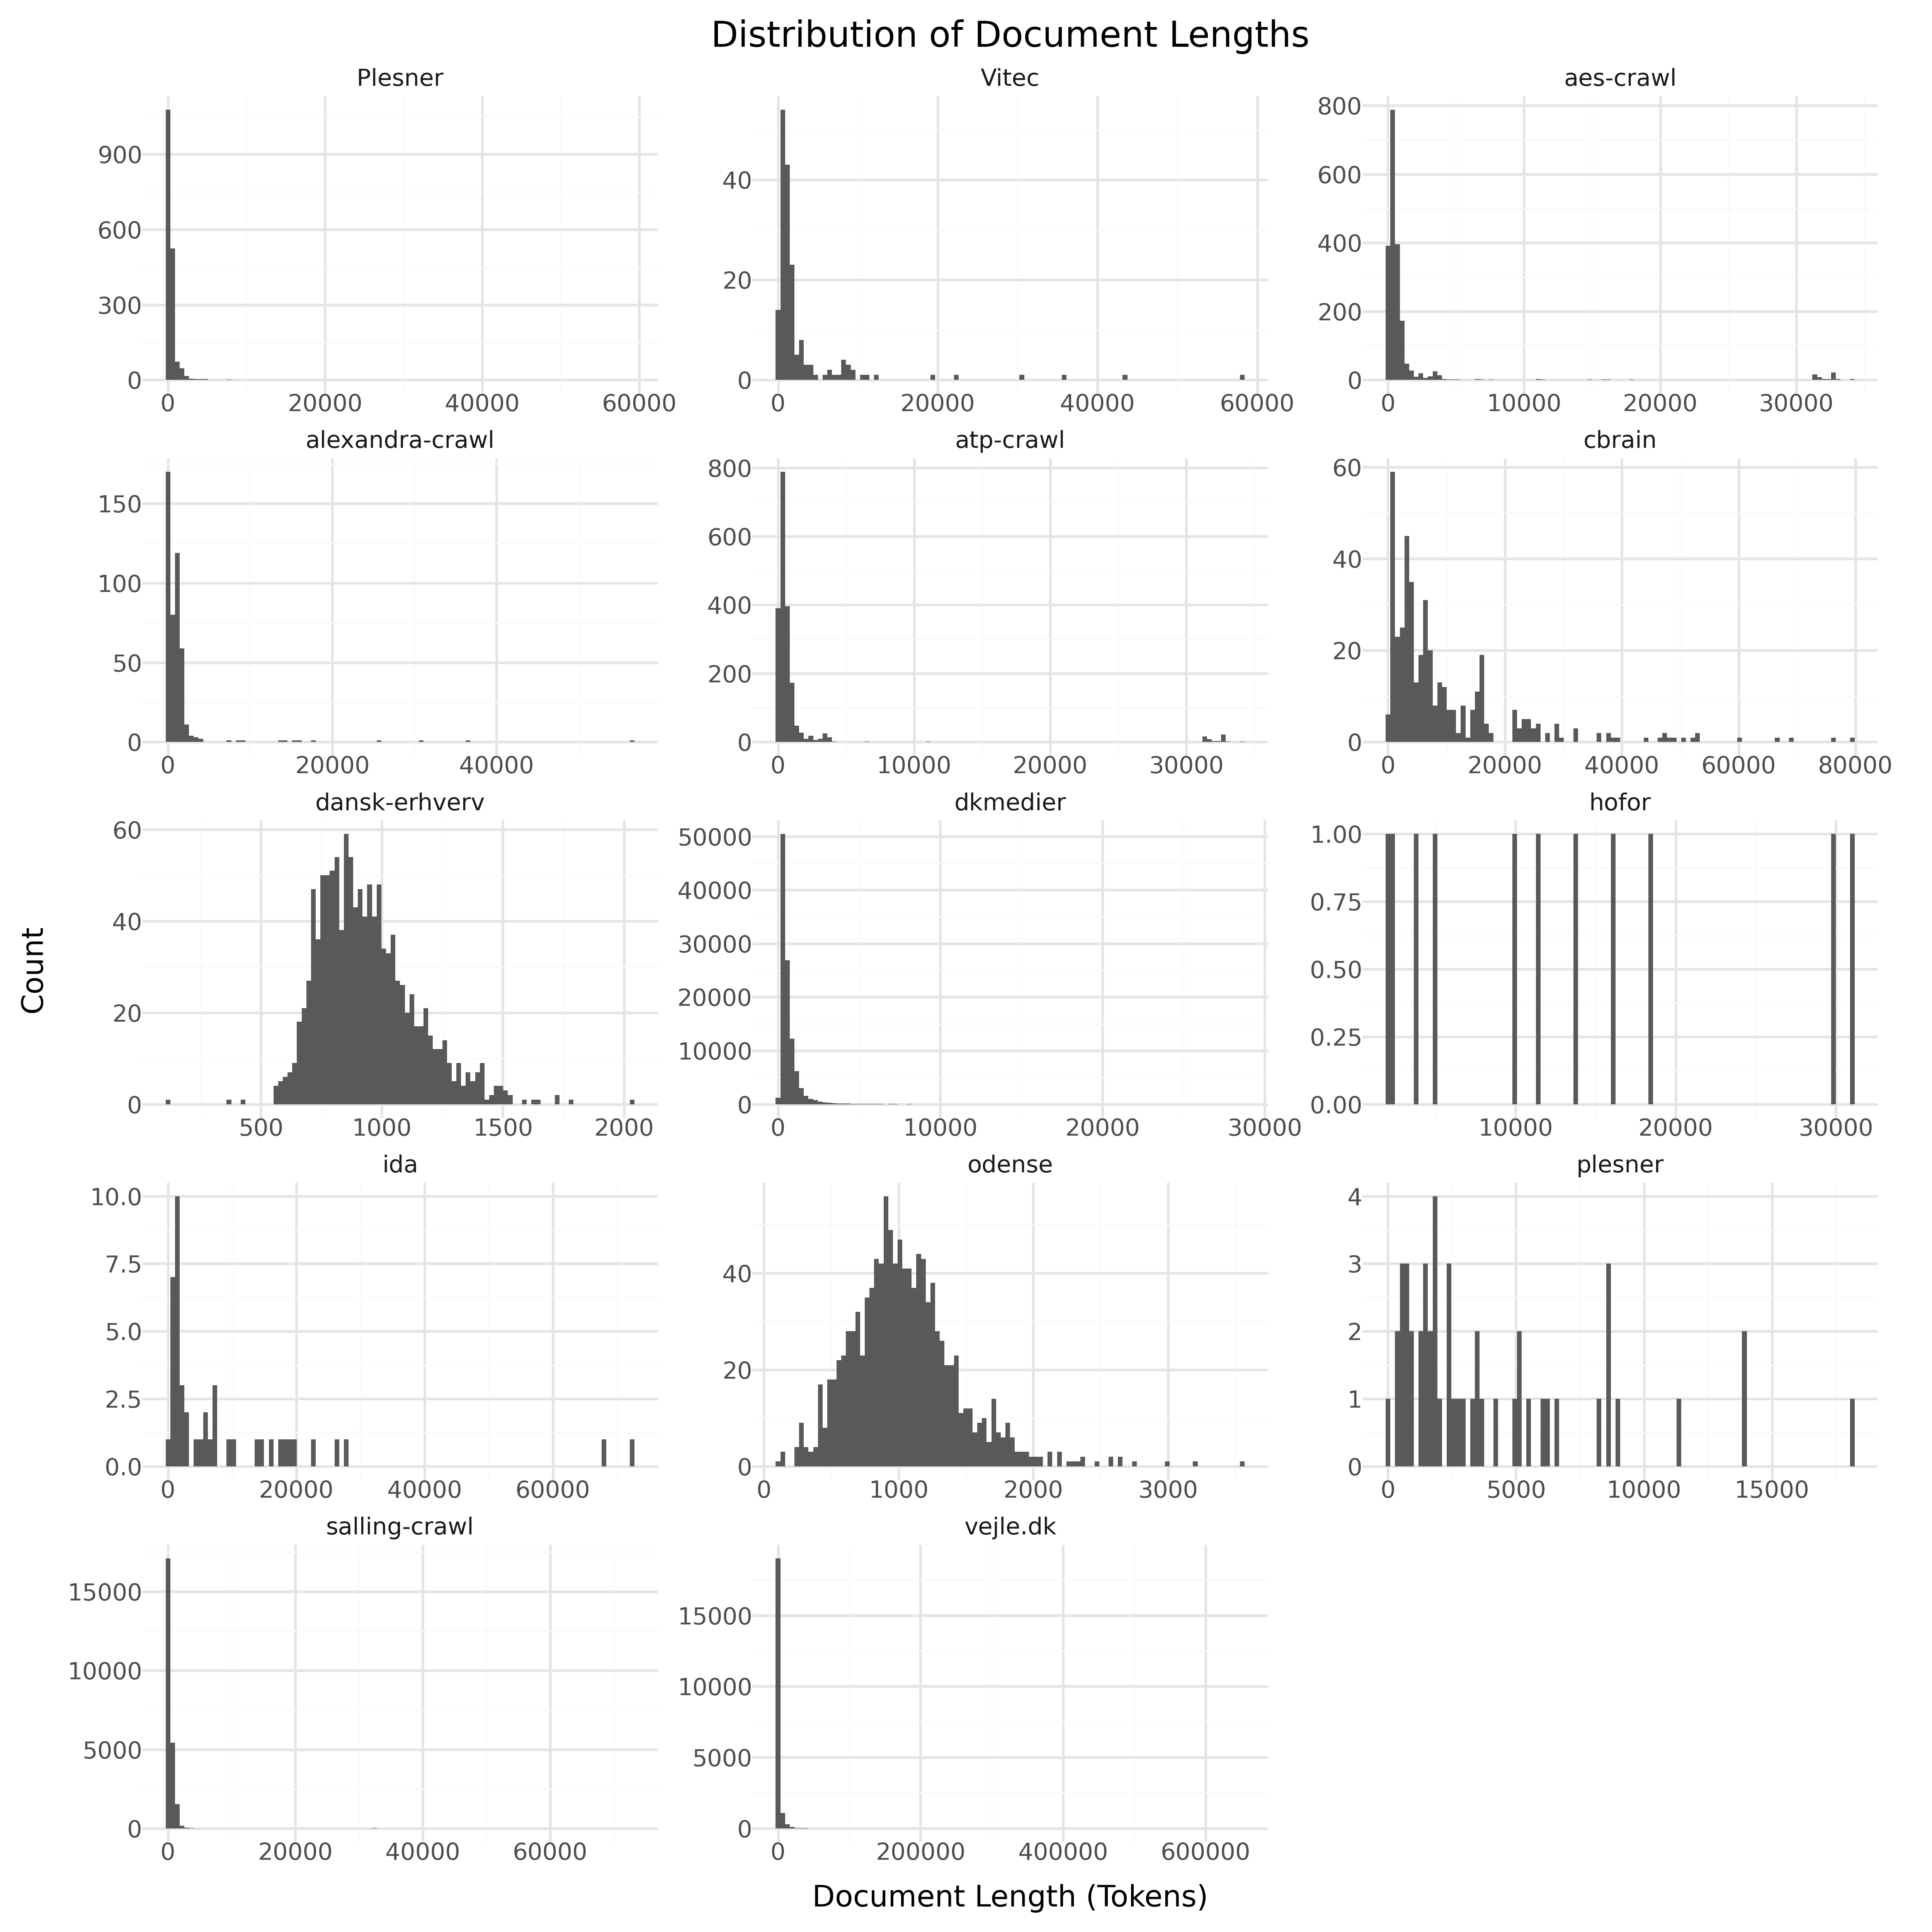 Distribution of Document Lengths
Plesner
Vitec
aes-crawl
900
600
300
0
0 20000 40000 60000
40
20
0
0 20000 40000 60000
800
600
400
200
0
0 10000 20000 30000
alexandra-crawl
atp-crawl
cbrain
150
100
50
0
0 20000 40000
800
600
400
200
0
0 10000 20000 30000
60
40
20
0
0 20000 40000 60000 80000
dansk-erhverv
dkmedier
hofor
60
40
20
0
500 1000 1500 2000
50000
40000
30000
20000
10000
0
0 10000 20000 30000
1.00
0.75
0.50
0.25
0.00
10000 20000 30000
Count
ida
odense
plesner
10.0
7.5
5.0
2.5
0.0
0 20000 40000 60000
40
20
0
0 1000 2000 3000
4
3
2
1
0
0 5000 10000 15000
salling-crawl
vejle.dk
15000
10000
5000
0
0 20000 40000 60000
15000
10000
5000
0
0 200000 400000 600000
Document Length (Tokens)